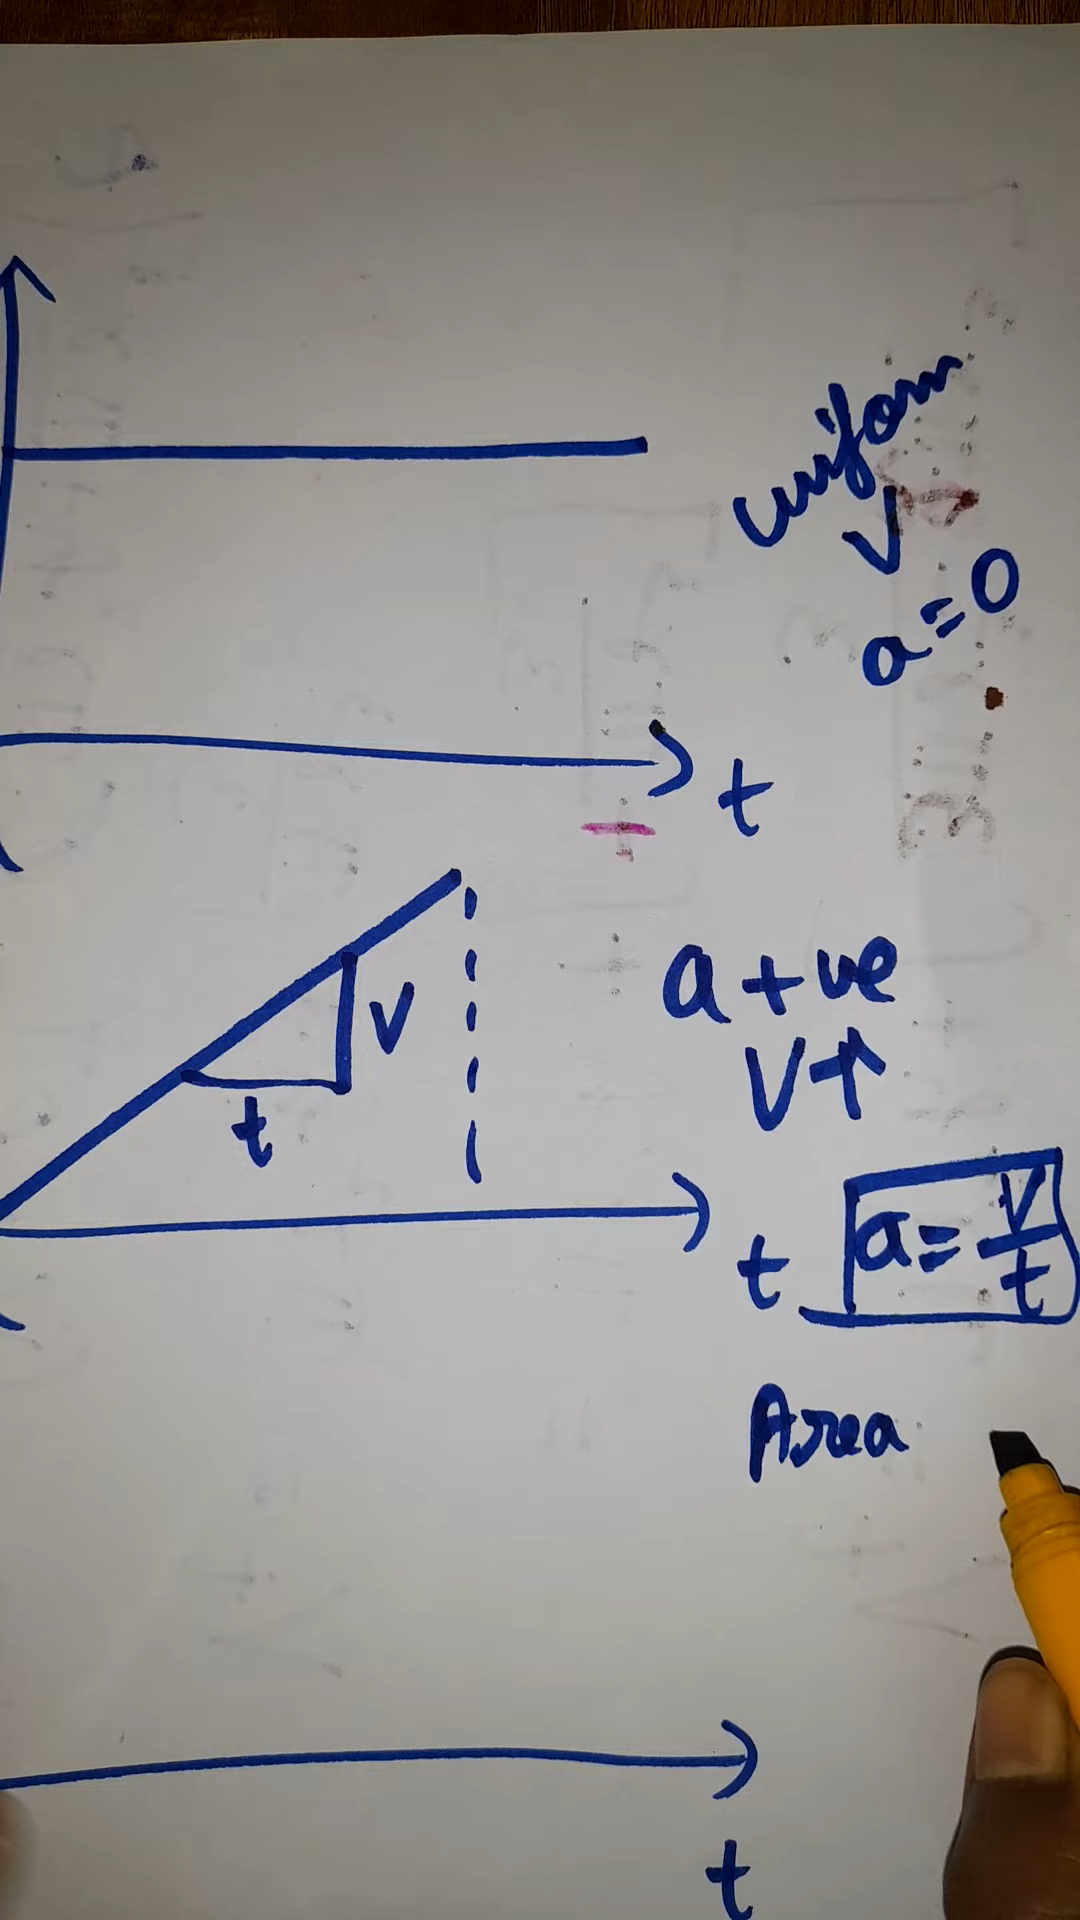 uniform
V
a=0
t
V
t
a +ve
V↑
t
a = V/t
Area
t